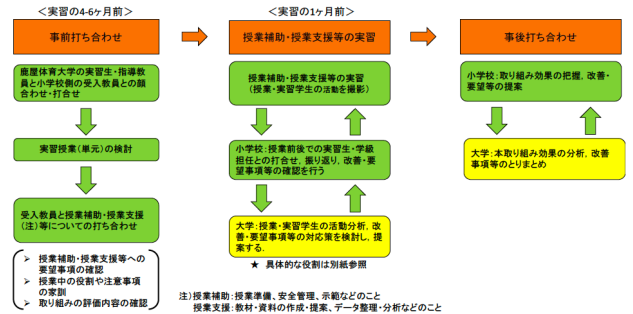 ＜実習の4-6ヶ月前＞
事前打ち合わせ
鹿屋体育大学の実習生・指導教
員と小学校側の受入教員との顔
合わせ・打合せ
実習授業（単元）の検討
受入教員と授業補助・授業支援
（注）等についての打ち合わせ
➢ 授業補助・授業支援等への
要望事項の確認
➢ 授業中の役割や注意事項
の家訓
➢ 取り組みの評価内容の確認
＜実習の1ヶ月前＞
授業補助・授業支援等の実習
授業補助・授業支援等の実習
（授業・実習学生の活動を撮影）
小学校：授業前後での実習生・学級
担任との打合せ，振り返り，改善・要
望事項等の確認を行う
大学：授業・実習学生の活動分析，改
善・要望事項等の対応策を検討し，提
案する．
★ 具体的な役割は別紙参照
事後打ち合わせ
小学校：取り組み効果の把握，改善・
要望等の提案
大学：本取り組み効果の分析，改善
事項等のとりまとめ
注）授業補助：授業準備、安全管理、示範などのこと
授業支援：教材・資料の作成・提案、データ整理・分析などのこと